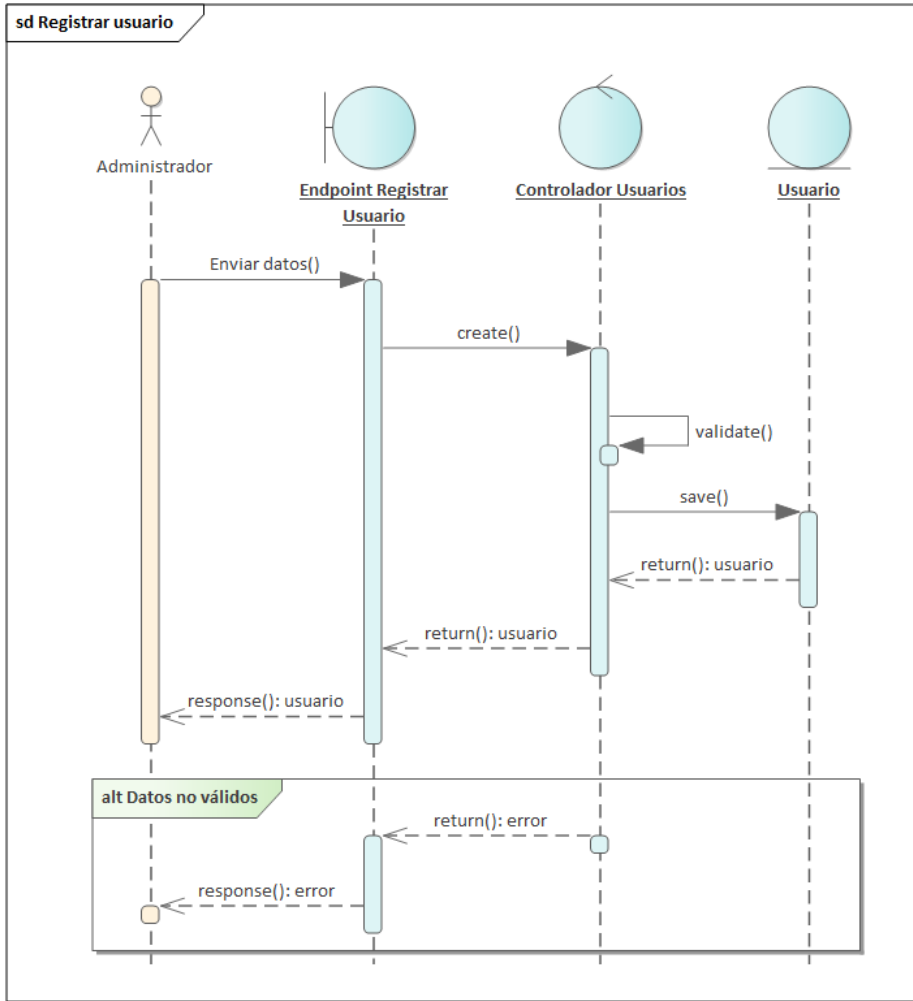 sd Registrar usuario
Administrador
Endpoint Registrar
Usuario
Controlador Usuarios
Usuario
Enviar datos()
create()
validate()
save()
return(): usuario
return(): usuario
response(): usuario
alt Datos no válidos
return(): error
response(): error